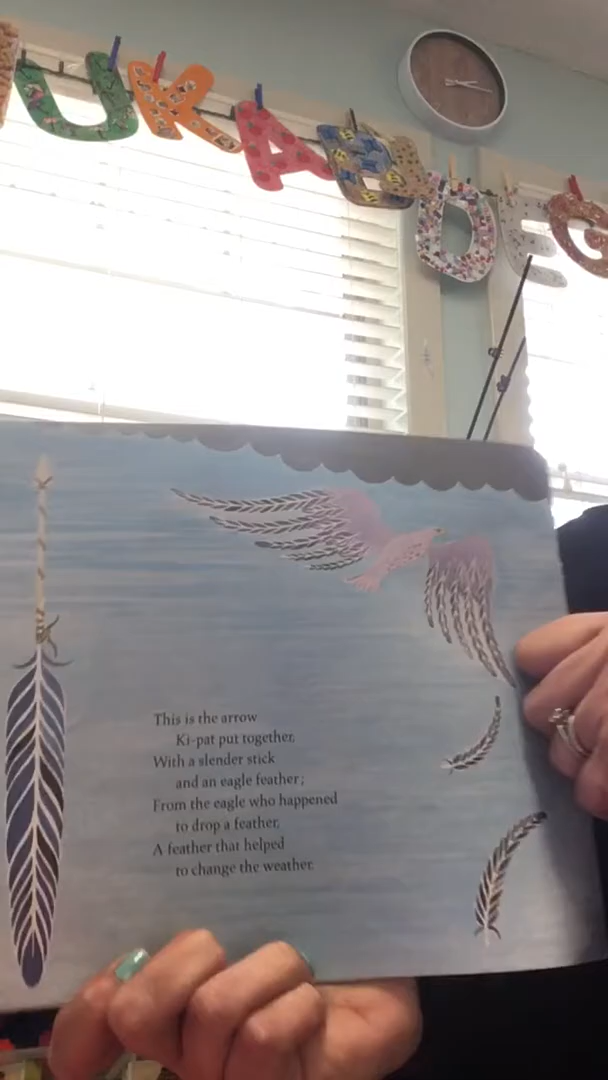 UKABDEG
This is the arrow
Ki-pat put together,
With a slender stick
and an eagle feather;
From the eagle who happened
to drop a feather,
A feather that helped
to change the weather.